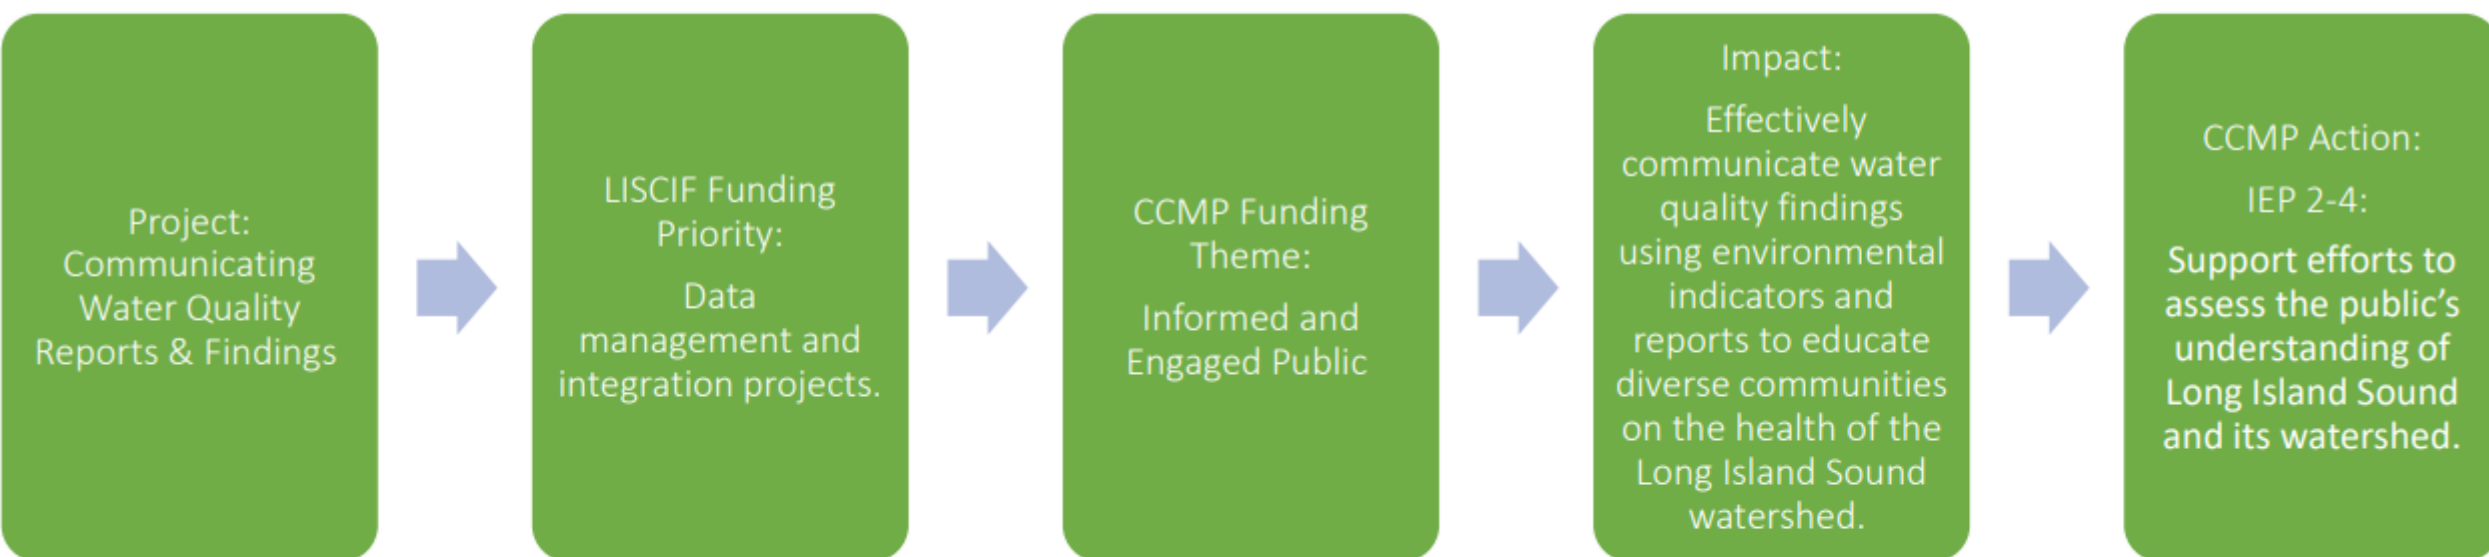 Project:
Communicating
Water Quality
Reports & Findings
LISCIF Funding
Priority:
Data
management and
integration projects.
CCMP Funding
Theme:
Informed and
Engaged Public
Impact:
Effectively
communicate water
quality findings
using environmental
indicators and
reports to educate
diverse communities
on the health of the
Long Island Sound
watershed.
CCMP Action:
IEP 2-4:
Support efforts to
assess the public’s
understanding of
Long Island Sound
and its watershed.